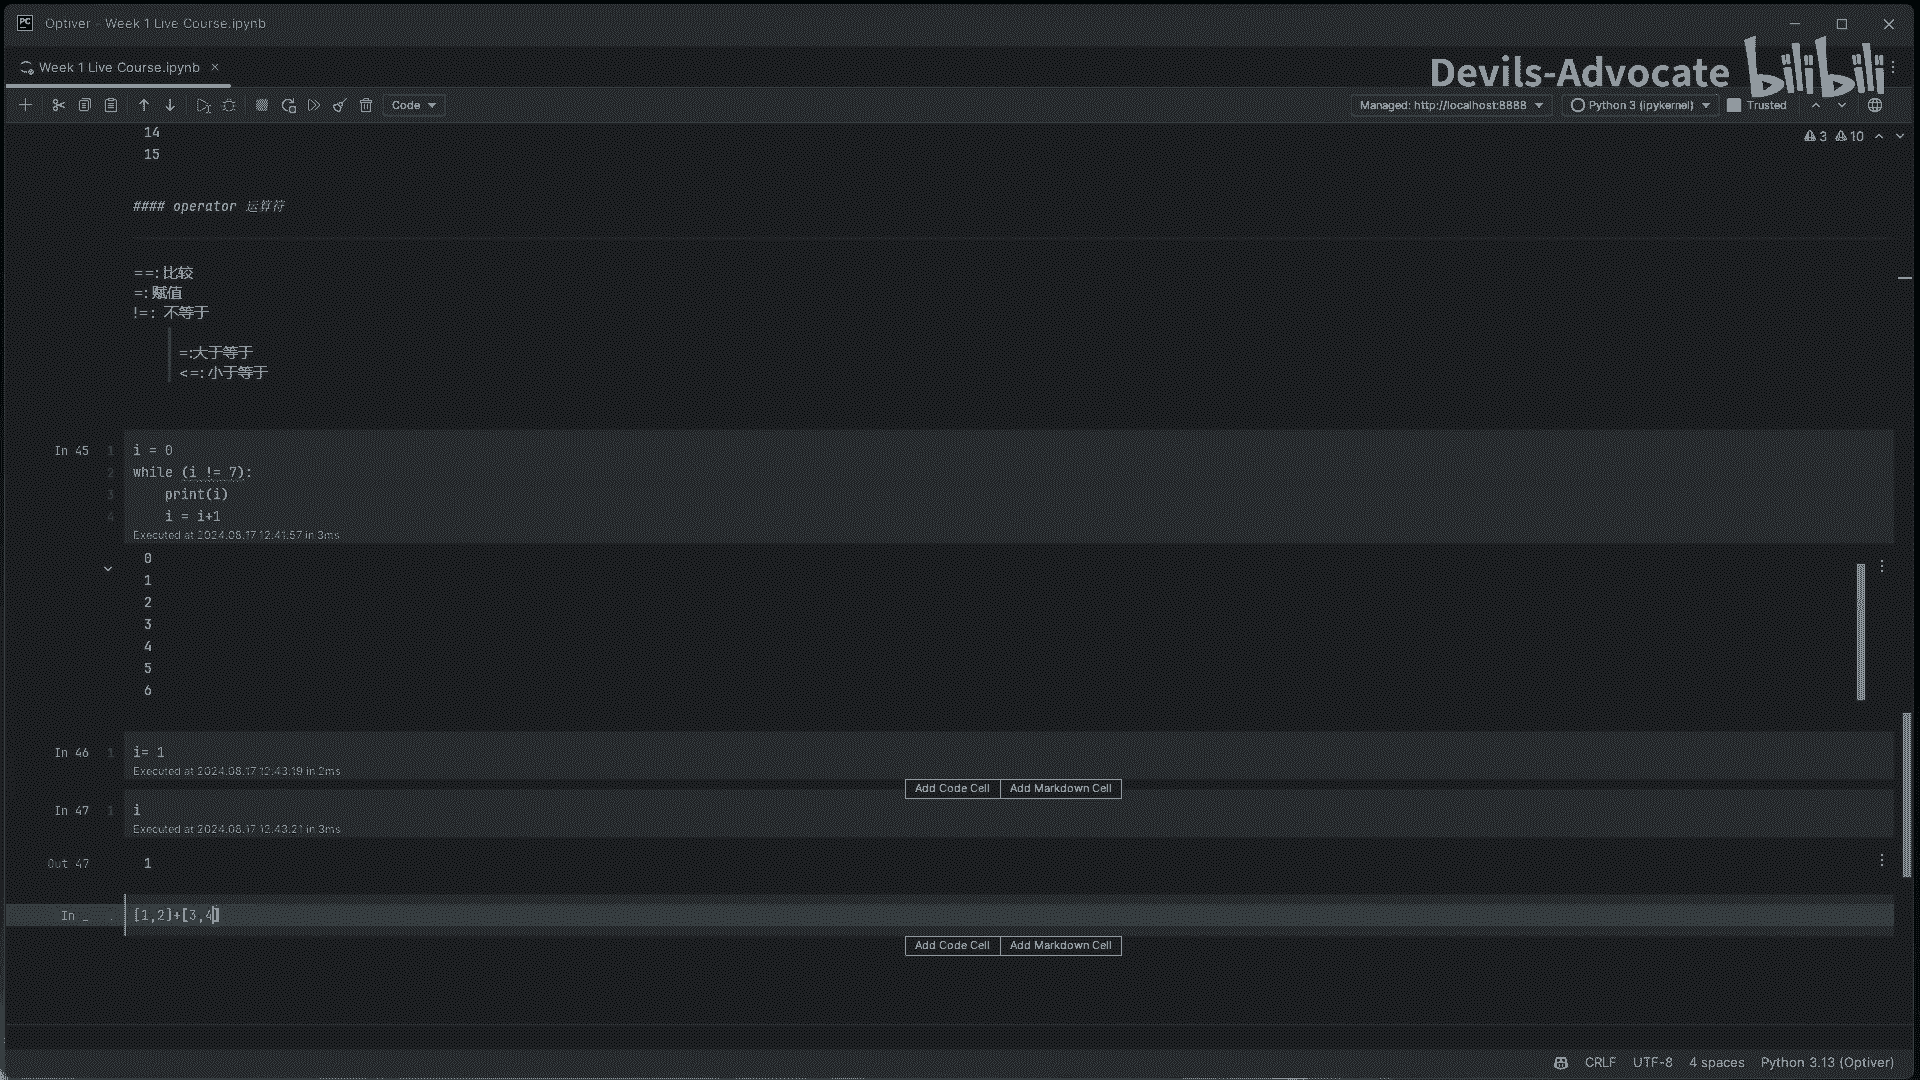 Optiver - Week 1 Live Course.ipynb
Week 1 Live Course.ipynb
Devils-Advocate bilibili
Code
Managed: http://localhost:8888
Python 3 (ipykernel)
Trusted
14
3 10
15
#### operator 运算符
==:比较
=:赋值
!=: 不等于
=:大于等于
<=:小于等于
In 45
1 i = 0
2 while (i != 7):
3 print(i)
4 i = i+1
Executed at 2024.08.17 12:41:57 in 3ms
0
1
2
3
4
5
6
In 46 1 i= 1
Executed at 2024.08.17 12:43:19 in 2ms
Add Code Cell Add Markdown Cell
In 47 1 i
Executed at 2024.08.17 12:43:21 in 3ms
Out 47 1
In _ [1,2]+[3,4]
Add Code Cell Add Markdown Cell
CRLF UTF-8 4 spaces Python 3.13 (Optiver)